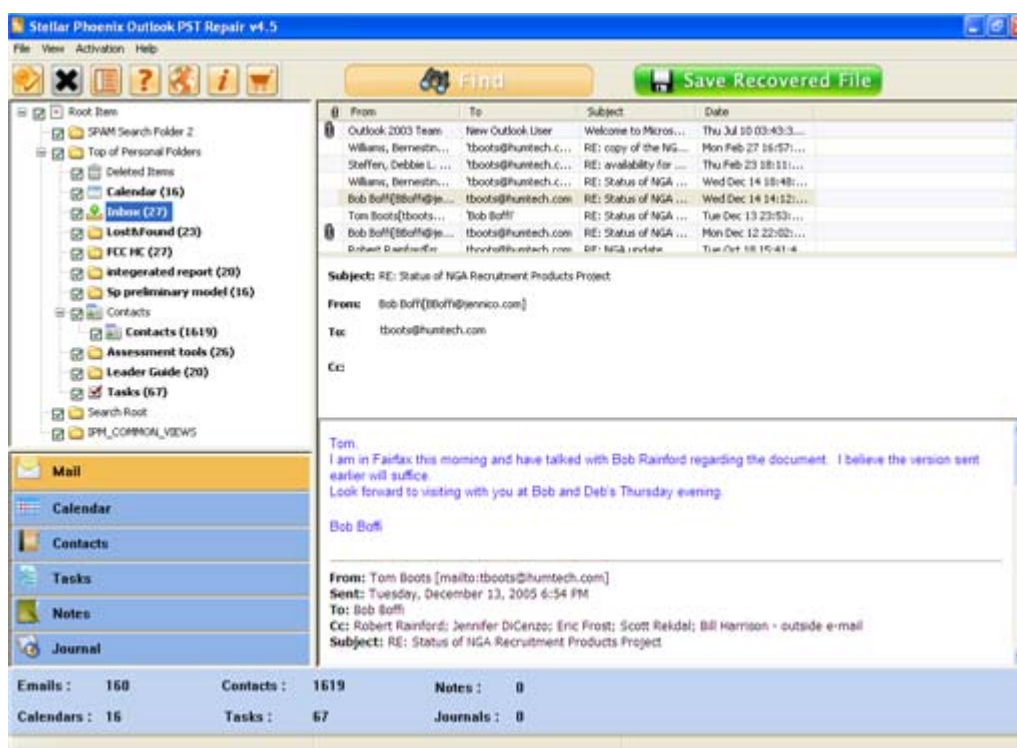 Stellar Phoenix Outlook PST Repair v4.5
File View Activation Help
Find
Save Recovered File
Root Item
SPAM Search Folder 2
Top of Personal Folders
Deleted Items
Calendar (16)
Inbox (27)
Lost&Found (23)
FCC HC (27)
integerated report (20)
Sp preliminary model (16)
Contacts
Contacts (1619)
Assessment tools (26)
Leader Guide (20)
Tasks (67)
Search Root
IPM_COMMON_VIEWS
From To Subject Date
Outlook 2003 Team New Outlook User Welcome to Micros... Thu Jul 10 03:43:3...
Williams, Bernestin... 'tboots@humtech.c... RE: copy of the NG... Mon Feb 27 16:57:...
Steffen, Debbie L. ... 'tboots@humtech.c... RE: availability for ... Thu Feb 23 18:11:...
Williams, Bernestin... 'tboots@humtech.c... RE: Status of NGA ... Wed Dec 14 18:48:...
Bob Boffi[BBoffi@je... tboots@humtech.com RE: Status of NGA ... Wed Dec 14 14:12:...
Tom Boots[tboots... 'Bob Boffi' RE: Status of NGA ... Tue Dec 13 23:53:...
Bob Boffi[BBoffi@je... tboots@humtech.com RE: Status of NGA ... Mon Dec 12 22:02:...
tboots@humtech.com RE: NGA update Tue Oct 18 15:41:4
Subject: RE: Status of NGA Recruitment Products Project
From: Bob Boffi[BBoffi@jennico.com]
To: tboots@humtech.com
Cc:
Tom,
I am in Fairfax this morning and have talked with Bob Rainford regarding the document. I believe the version sent
earlier will suffice.
Look forward to visiting with you at Bob and Deb's Thursday evening.
Bob Boffi
From: Tom Boots [mailto:tboots@humtech.com]
Sent: Tuesday, December 13, 2005 6:54 PM
To: Bob Boffi
Cc: Robert Rainford; Jennifer DiCenzo; Eric Frost; Scott Rekdal; Bill Harrison - outside e-mail
Subject: RE: Status of NGA Recruitment Products Project
Mail
Calendar
Contacts
Tasks
Notes
Journal
Emails : 160 Contacts : 1619 Notes : 0
Calendars : 16 Tasks : 67 Journals : 0